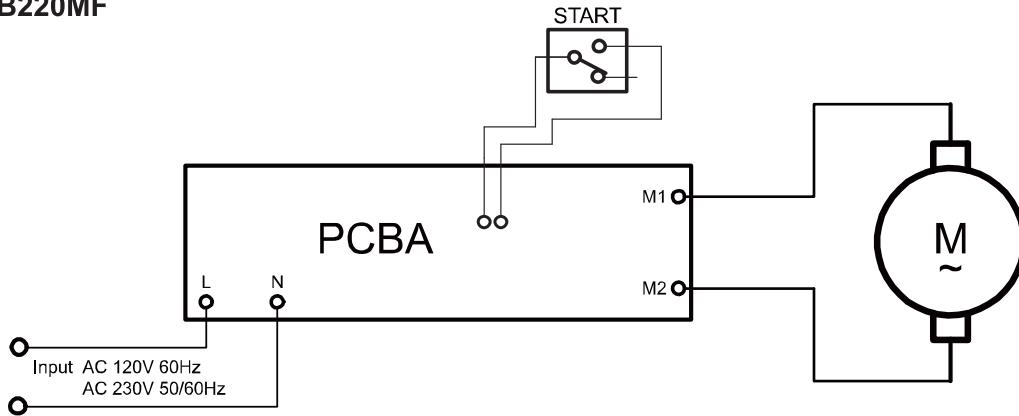 B220MF
START
M1
PCBA
M
~
L N
M2
Input AC 120V 60Hz
AC 230V 50/60Hz